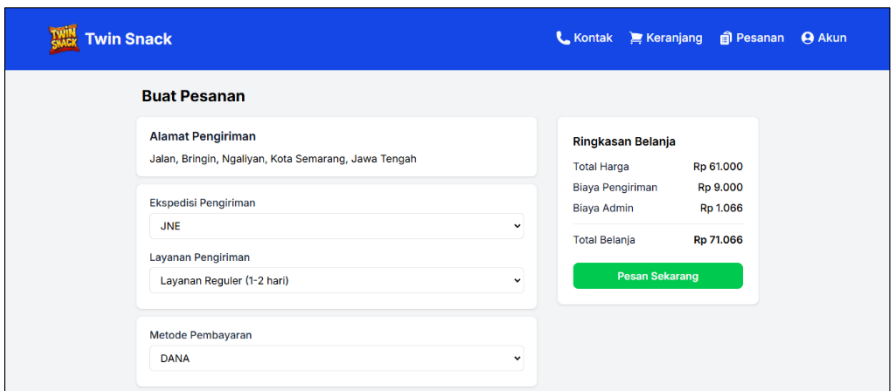 TWIN SNACK Twin Snack Kontak Keranjang Pesanan Akun
Buat Pesanan
Alamat Pengiriman
Jalan, Bringin, Ngaliyan, Kota Semarang, Jawa Tengah
Ekspedisi Pengiriman
JNE
Layanan Pengiriman
Layanan Reguler (1-2 hari)
Metode Pembayaran
DANA
Ringkasan Belanja
Total Harga Rp 61.000
Biaya Pengiriman Rp 9.000
Biaya Admin Rp 1.066
Total Belanja Rp 71.066
Pesan Sekarang